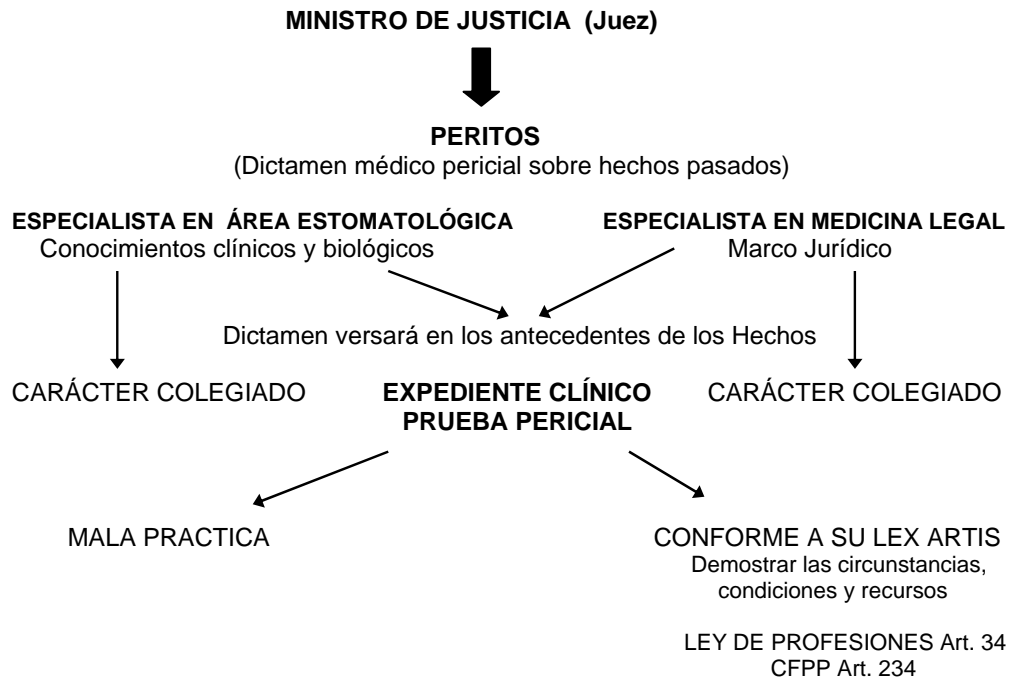 MINISTRO DE JUSTICIA (Juez)
PERITOS
(Dictamen médico pericial sobre hechos pasados)
ESPECIALISTA EN ÁREA ESTOMATOLÓGICA
Conocimientos clínicos y biológicos
ESPECIALISTA EN MEDICINA LEGAL
Marco Jurídico
Dictamen versará en los antecedentes de los Hechos
CARÁCTER COLEGIADO
EXPEDIENTE CLÍNICO
PRUEBA PERICIAL
CARÁCTER COLEGIADO
MALA PRACTICA
CONFORME A SU LEX ARTIS
Demostrar las circunstancias,
condiciones y recursos
LEY DE PROFESIONES Art. 34
CFPP Art. 234